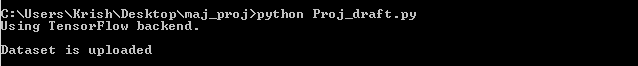 C:\Users\Krish\Desktop\maj_proj>python Proj_draft.py
Using TensorFlow backend.
Dataset is uploaded